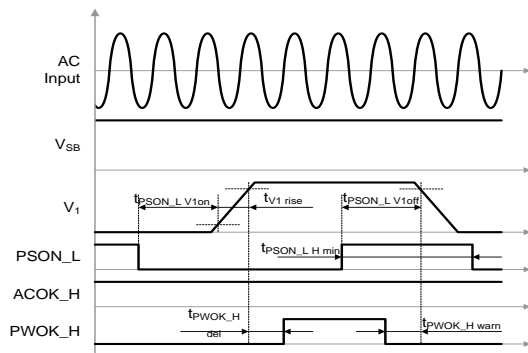 AC
Input
VSB
tPSON_L V1on
tV1 rise
tPSON_L V1off
V1
tPSON_L H min
PSON_L
ACOK_H
tPWOK_H
del
tPWOK_H warn
PWOK_H